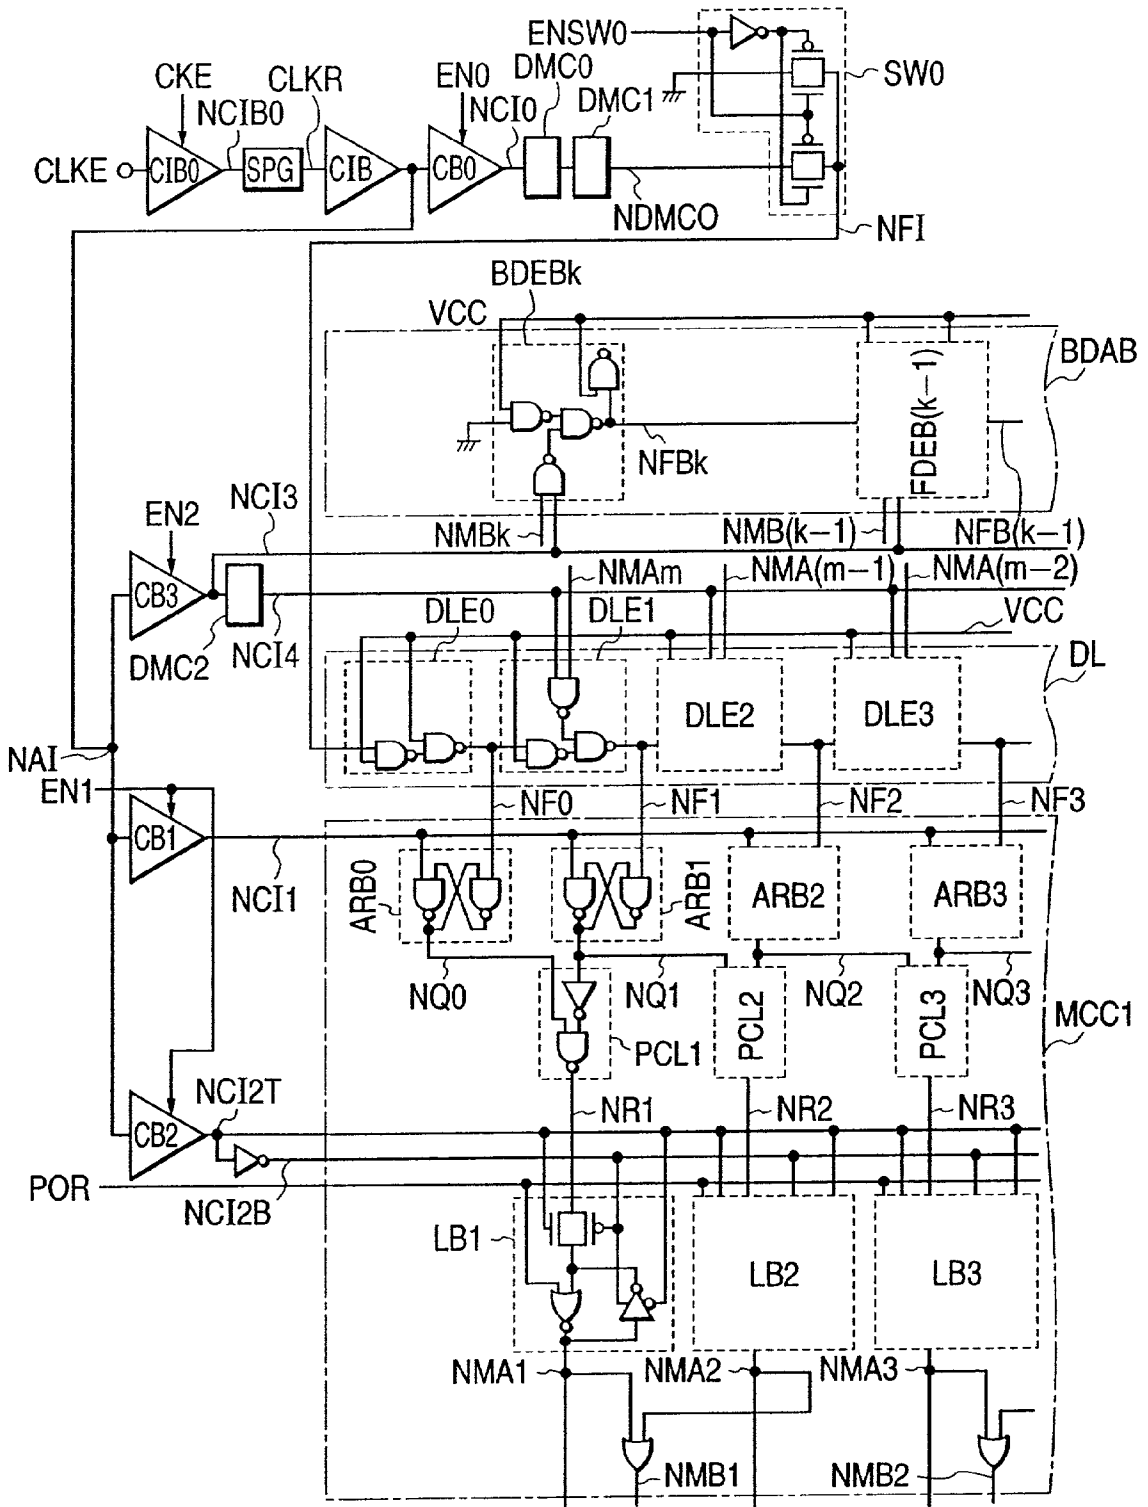 ENSW0
SW0
CKE
CLKR
EN0
DMC0
NCIB0
NCI0
DMC1
CLKE
CIB0
SPG
CIB
CB0
NDMCO
NFI
BDEBk
VCC
BDAB
FDEB(k-1)
NFBk
EN2
NCI3
NMBk
NMB(k-1)
NFB(k-1)
CB3
NMAm
NMA(m-1)
NMA(m-2)
DLE0
DLE1
VCC
DMC2
NCI4
DL
DLE2
DLE3
NAI
EN1
NF0
NF1
NF2
NF3
CB1
NCI1
ARB0
ARB1
ARB2
ARB3
NQ0
NQ1
NQ2
NQ3
PCL1
PCL2
PCL3
MCC1
NCI2T
NR1
NR2
NR3
CB2
POR
NCI2B
LB1
LB2
LB3
NMA1
NMA2
NMA3
NMB1
NMB2